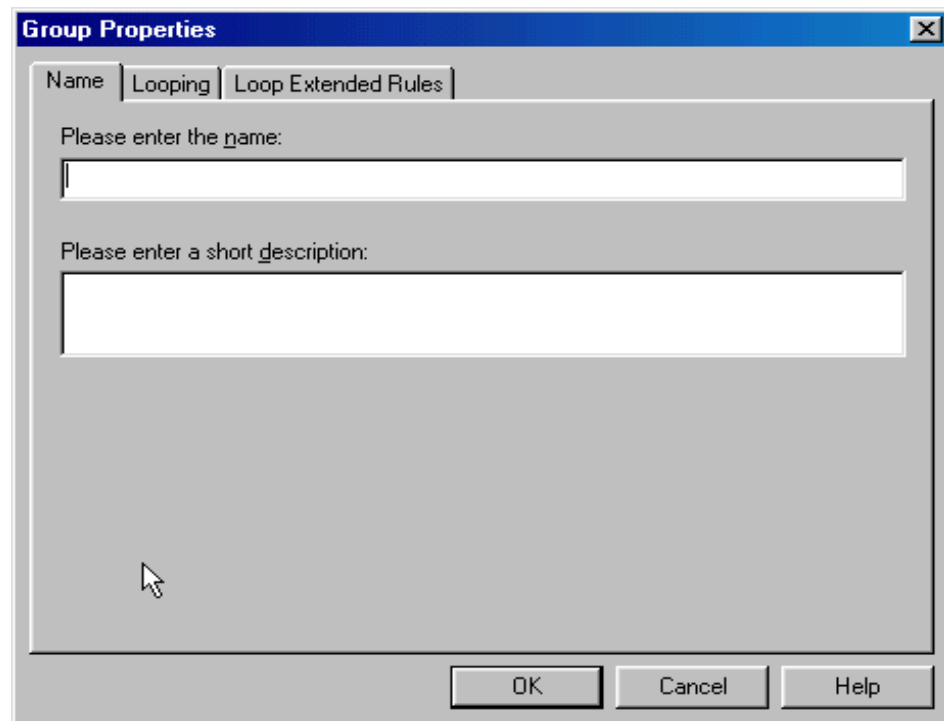 Group Properties
Name Looping Loop Extended Rules
Please enter the name:
Please enter a short description:
OK Cancel Help